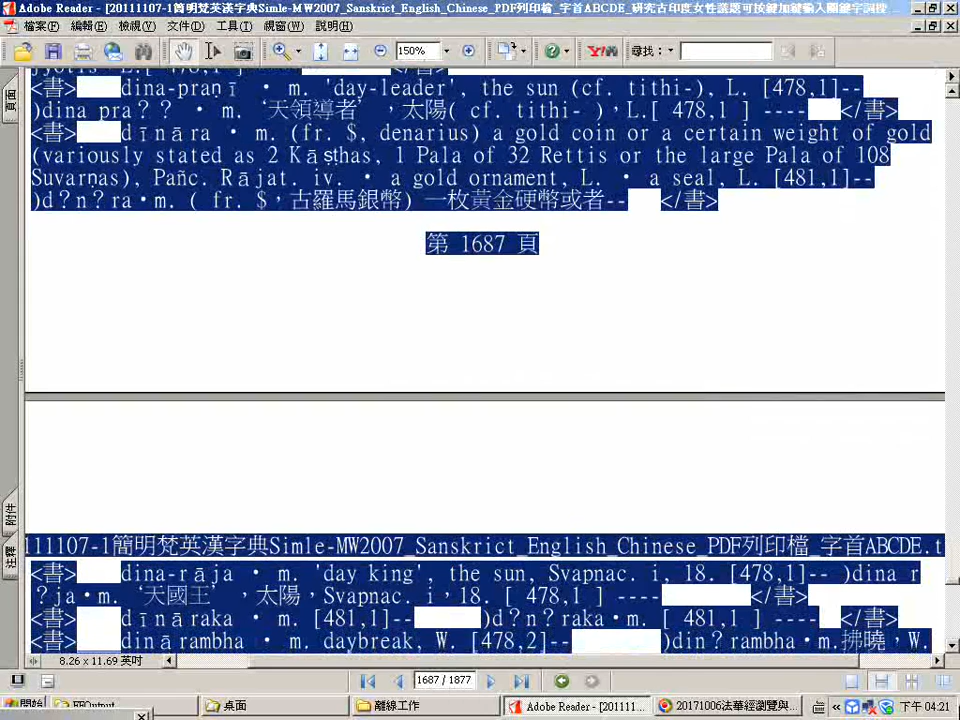 Adobe Reader - [20111107-1簡明梵英漢字典Simle-MW2007_Sanskrict_English_Chinese_PDF列印檔_字首ABCDE_研究古印度女性議題可按鍵加鍵輸入關鍵字詞搜
檔案(F) 編輯(E) 檢視(V) 文件(D) 工具(T) 視窗(W) 說明(H)
150% 尋找：
頁面
jyotis L.[ 478,1 ] </書>
<書> dina-praṇī • m. 'day-leader', the sun (cf. tithi-), L. [478,1]--
)dina pra？？ • m. ‘天領導者’，太陽( cf. tithi- )，L.[ 478,1 ] ---- </書>
<書> dīnāra • m. (fr. $, denarius) a gold coin or a certain weight of gold
(variously stated as 2 Kāṣṭhas, 1 Pala of 32 Rettis or the large Pala of 108
Suvarṇas), Pañc. Rājat. iv. • a gold ornament, L. • a seal, L. [481,1]--
)d?n?ra•m. ( fr. $，古羅馬銀幣) 一枚黃金硬幣或者-- </書>
第 1687 頁
附件
111107-1簡明梵英漢字典Simle-MW2007_Sanskrict_English_Chinese_PDF列印檔_字首ABCDE.t
注釋
<書> dina-rāja • m. 'day king', the sun, Svapnac. i, 18. [478,1]-- )dina r
?ja•m. ‘天國王’，太陽，Svapnac. i，18. [ 478,1 ] ---- </書>
<書> dīnāraka • m. [481,1]-- )d?n?raka•m. [ 481,1 ] ---- </書>
<書> dinārambha • m. daybreak, W. [478,2]-- )din？rambha•m.拂曉，W.
8.26 x 11.69 英吋
1687 / 1877
開始 FFOutput 桌面 離線工作 Adobe Reader - [2011... 20171006法華經瀏覽與... 下午 04:21